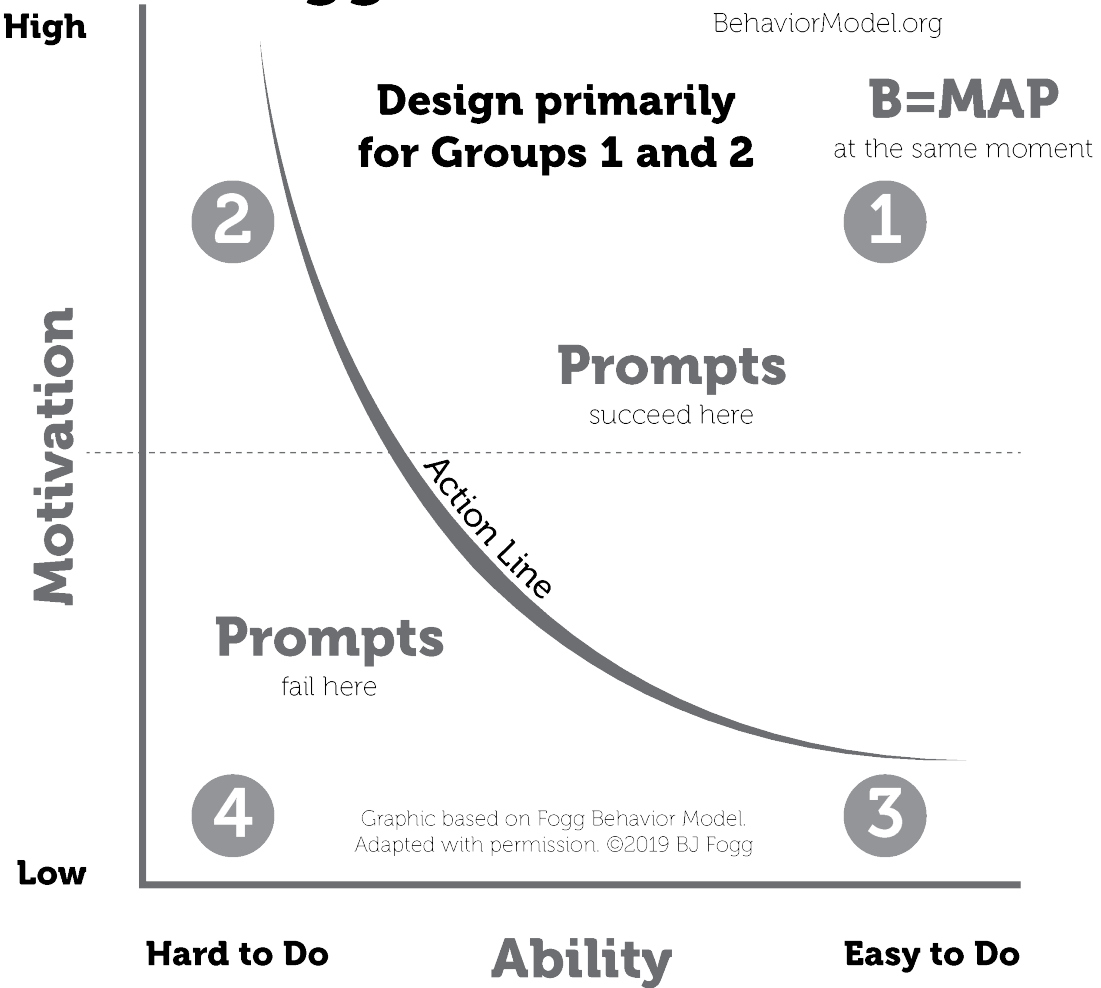 High
BehaviorModel.org
Design primarily
for Groups 1 and 2
B=MAP
at the same moment
2
1
Motivation
Prompts
succeed here
Action Line
Prompts
fail here
4
3
Graphic based on Fogg Behavior Model.
Adapted with permission. ©2019 BJ Fogg
Low
Hard to Do
Ability
Easy to Do